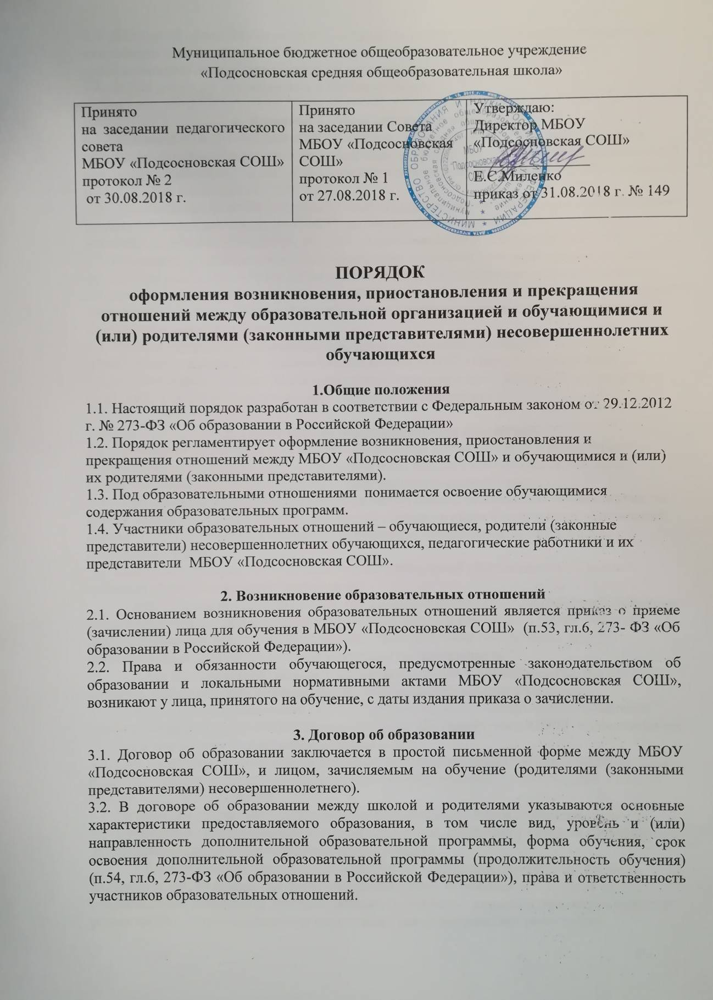 Муниципальное бюджетное общеобразовательное учреждение
«Подсосновская средняя общеобразовательная школа»
Принято
на заседании педагогического
совета
МБОУ «Подсосновская СОШ»
протокол № 2
от 30.08.2018 г.
Принято
на заседании Совета
МБОУ «Подсосновская
СОШ»
протокол № 1
от 27.08.2018 г.
Утверждаю:
Директор МБОУ
«Подсосновская СОШ»
Е.С.Миленко
приказ от 31.08.2018 г. № 149
МБОУ
"Подсосновская
ПОРЯДОК
оформления возникновения, приостановления и прекращения
отношений между образовательной организацией и обучающимися и
(или) родителями (законными представителями) несовершеннолетних
обучающихся
1.Общие положения
1.1. Настоящий порядок разработан в соответствии с Федеральным законом от 29.12.2012
г. № 273-ФЗ «Об образовании в Российской Федерации»
1.2. Порядок регламентирует оформление возникновения, приостановления и
прекращения отношений между МБОУ «Подсосновская СОШ» и обучающимися и (или)
их родителями (законными представителями).
1.3. Под образовательными отношениями понимается освоение обучающимися
содержания образовательных программ.
1.4. Участники образовательных отношений – обучающиеся, родители (законные
представители) несовершеннолетних обучающихся, педагогические работники и их
представители МБОУ «Подсосновская СОШ».
2. Возникновение образовательных отношений
2.1. Основанием возникновения образовательных отношений является приказ о приеме
(зачислении) лица для обучения в МБОУ «Подсосновская СОШ» (п.53, гл.6, 273- ФЗ «Об
образовании в Российской Федерации»).
2.2. Права и обязанности обучающегося, предусмотренные законодательством об
образовании и локальными нормативными актами МБОУ «Подсосновская СОШ»,
возникают у лица, принятого на обучение, с даты издания приказа о зачислении.
3. Договор об образовании
3.1. Договор об образовании заключается в простой письменной форме между МБОУ
«Подсосновская СОШ», и лицом, зачисляемым на обучение (родителями (законными
представителями) несовершеннолетнего).
3.2. В договоре об образовании между школой и родителями указываются основные
характеристики предоставляемого образования, в том числе вид, уровень и (или)
направленность дополнительной образовательной программы, форма обучения, срок
освоения дополнительной образовательной программы (продолжительность обучения)
(п.54, гл.6, 273-ФЗ «Об образовании в Российской Федерации»), права и ответственность
участников образовательных отношений.